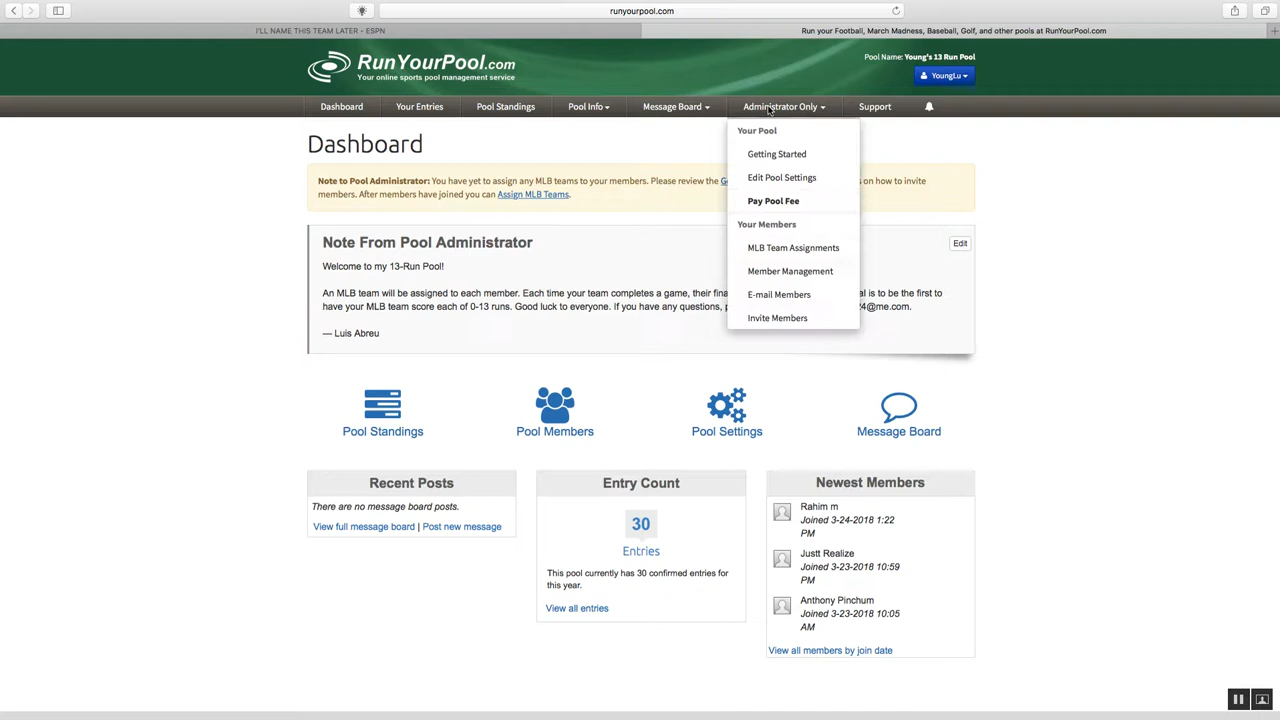 runyourpool.com
I'LL NAME THIS TEAM LATER - ESPN
Run your Football, March Madness, Baseball, Golf, and other pools at RunYourPool.com
RunYourPool.com
Your online sports pool management service
Pool Name: Young's 13 Run Pool
YoungLu
Dashboard
Your Entries
Pool Standings
Pool Info
Message Board
Administrator Only
Support
Your Pool
Getting Started
Edit Pool Settings
Pay Pool Fee
Your Members
MLB Team Assignments
Member Management
E-mail Members
Invite Members
Dashboard
Note to Pool Administrator: You have yet to assign any MLB teams to your members. Please review the G on how to invite
members. After members have joined you can Assign MLB Teams.
Note From Pool Administrator
Edit
Welcome to my 13-Run Pool!
An MLB team will be assigned to each member. Each time your team completes a game, their fina al is to be the first to
have your MLB team score each of 0-13 runs. Good luck to everyone. If you have any questions, p 24@me.com.
— Luis Abreu
Pool Standings
Pool Members
Pool Settings
Message Board
Recent Posts
There are no message board posts.
View full message board | Post new message
Entry Count
30
Entries
This pool currently has 30 confirmed entries for
this year.
View all entries
Newest Members
Rahim m
Joined 3-24-2018 1:22
PM
Justt Realize
Joined 3-23-2018 10:59
PM
Anthony Pinchum
Joined 3-23-2018 10:05
AM
View all members by join date